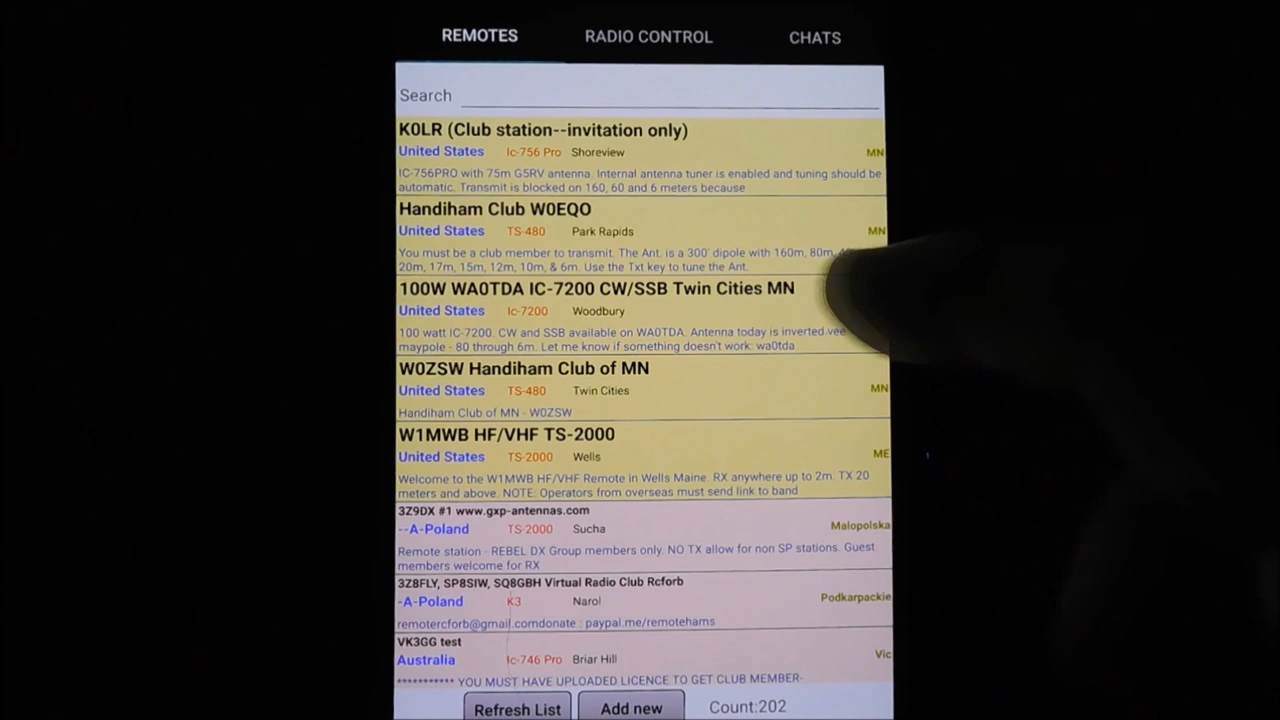 REMOTES RADIO CONTROL CHATS
Search
K0LR (Club station--invitation only)
United States Ic-756 Pro Shoreview MN
IC-756PRO with 75m G5RV antenna. Internal antenna tuner is enabled and tuning should be
automatic. Transmit is blocked on 160, 60 and 6 meters because
Handiham Club W0EQO
United States TS-480 Park Rapids MN
You must be a club member to transmit. The Ant. is a 300' dipole with 160m, 80m,
20m, 17m, 15m, 12m, 10m, & 6m. Use the Txt key to tune the Ant.
100W WA0TDA IC-7200 CW/SSB Twin Cities MN
United States Ic-7200 Woodbury
100 watt IC-7200. CW and SSB available on WA0TDA. Antenna today is inverted vee
maypole - 80 through 6m. Let me know if something doesn't work: wa0tda
W0ZSW Handiham Club of MN
United States TS-480 Twin Cities MN
Handiham Club of MN - W0ZSW
W1MWB HF/VHF TS-2000
United States TS-2000 Wells ME
Welcome to the W1MWB HF/VHF Remote in Wells Maine. RX anywhere up to 2m. TX 20
meters and above. NOTE: Operators from overseas must send link to band
3Z9DX #1 www.gxp-antennas.com
--A-Poland TS-2000 Sucha Malopolska
Remote station - REBEL DX Group members only. NO TX allow for non SP stations. Guest
members welcome for RX
3Z8FLY, SP8SIW, SQ8GBH Virtual Radio Club Rcforb
-A-Poland K3 Narol Podkarpackie
remotercforb@gmail.comdonate : paypal.me/remotehams
VK3GG test
Australia Ic-746 Pro Briar Hill Vic
*********** YOU MUST HAVE UPLOADED LICENCE TO GET CLUB MEMBER-
Refresh List Add new Count:202